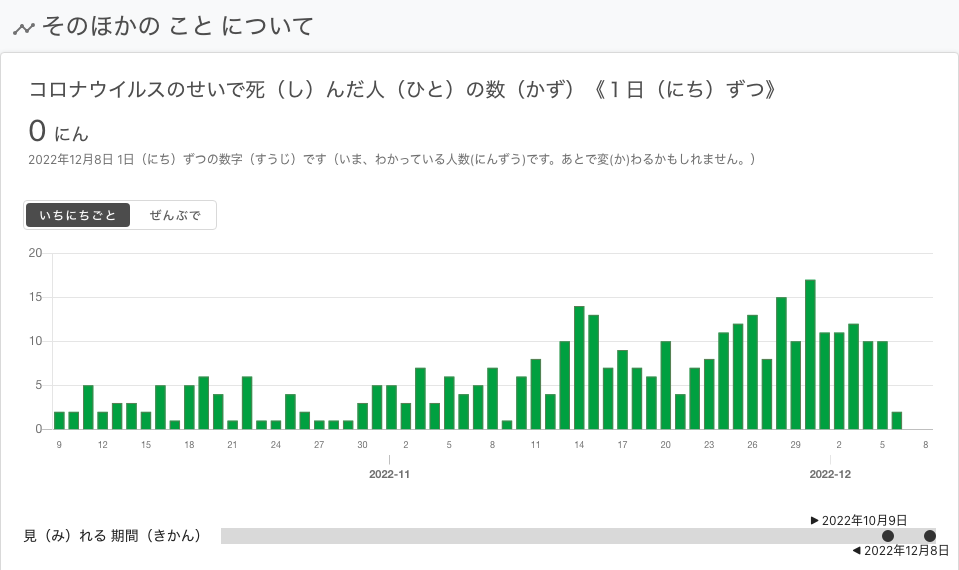 そのほかの こと について
コロナウイルスのせいで死（し）んだ人（ひと）の数（かず）《１日（にち）ずつ》
0 にん
2022年12月8日 1日（にち）ずつの数字（すうじ）です（いま、わかっている人数(にんずう)です。あとで変(か)わるかもしれません。）
いちにちごと ぜんぶで
20
15
10
5
0
9 12 15 18 21 24 27 30 2 5 8 11 14 17 20 23 26 29 2 5 8
2022-11 2022-12
2022年10月9日
見（み）れる 期間（きかん）
2022年12月8日